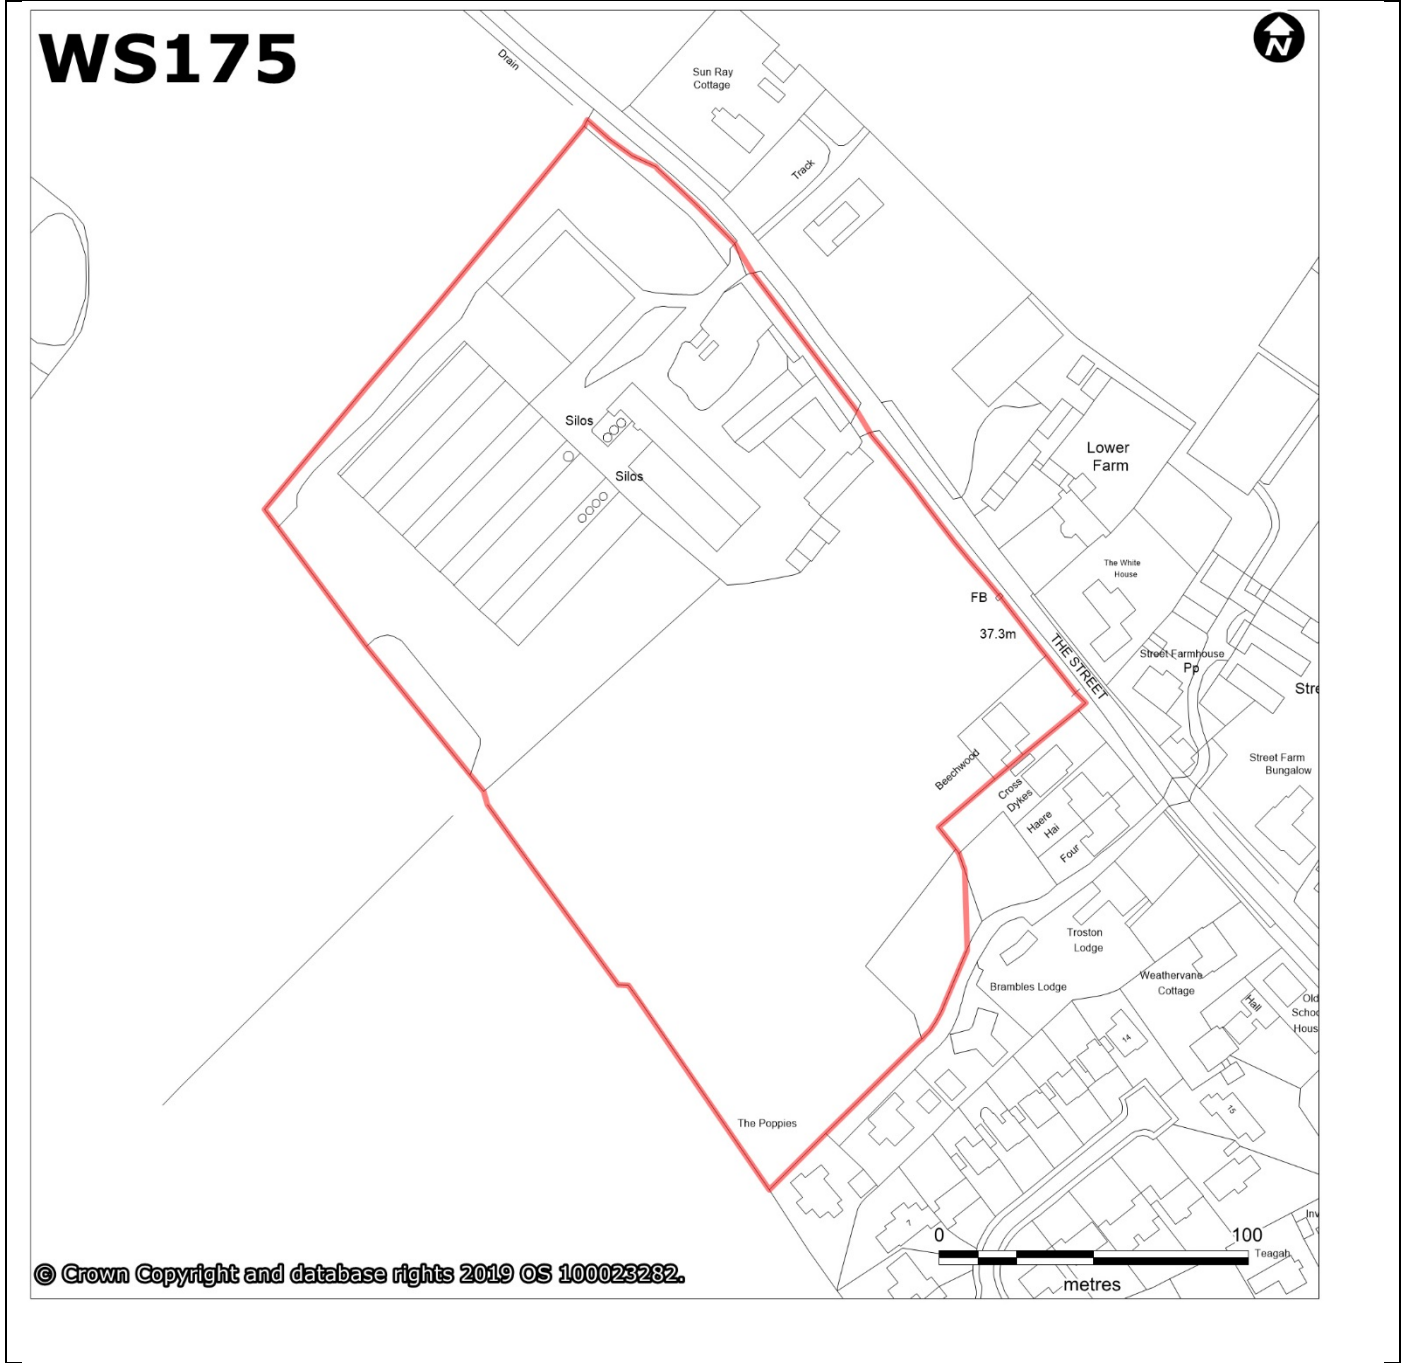 WS175
N
Drain
Sun Ray
Cottage
Track
Silos
Silos
Lower
Farm
The White
House
FB
37.3m
THE STREET
Street Farmhouse
Pp
Stre
Street Farm
Bungalow
Beechwood
Cross
Dykes
Haere
Hai
Four
Troston
Lodge
Brambles Lodge
Weathervane
Cottage
Hall
Old
Schoo
Hous
14
15
The Poppies
7
Inv
Teagah
0 100
metres
© Crown Copyright and database rights 2019 OS 100023282.